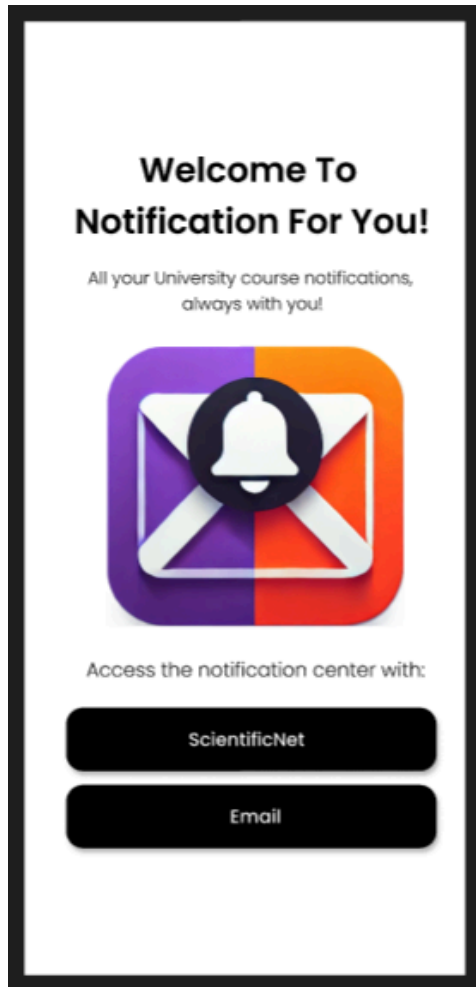 Welcome To
Notification For You!
All your University course notifications,
always with you!
Access the notification center with:
ScientificNet
Email